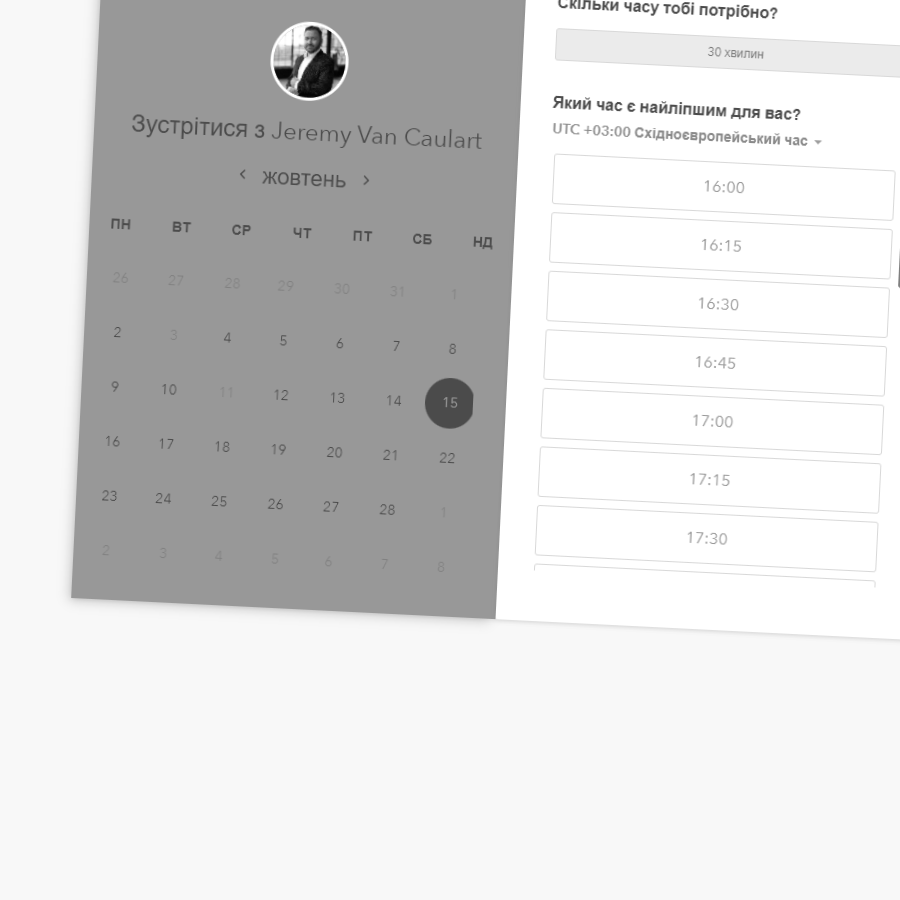 Зустрітися з Jeremy Van Caulart
жовтень
ПН ВТ СР ЧТ ПТ СБ НД
26 27 28 29 30 31 1
2 3 4 5 6 7 8
9 10 11 12 13 14 15
16 17 18 19 20 21 22
23 24 25 26 27 28 1
2 3 4 5 6 7 8
Скільки часу тобі потрібно?
30 хвилин
Який час є найліпшим для вас?
UTC +03:00 Східноєвропейський час
16:00
16:15
16:30
16:45
17:00
17:15
17:30